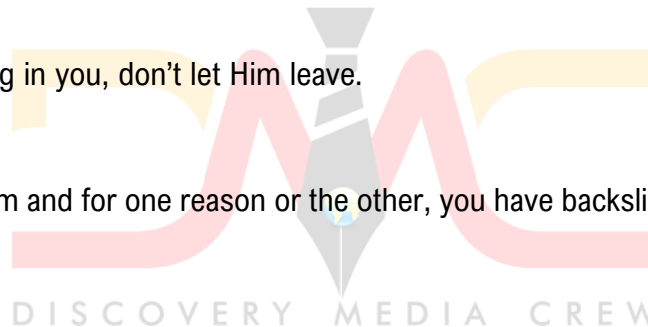 g in you, don’t let Him leave.
m and for one reason or the other, you have backsli
DISCOVERY MEDIA CREW